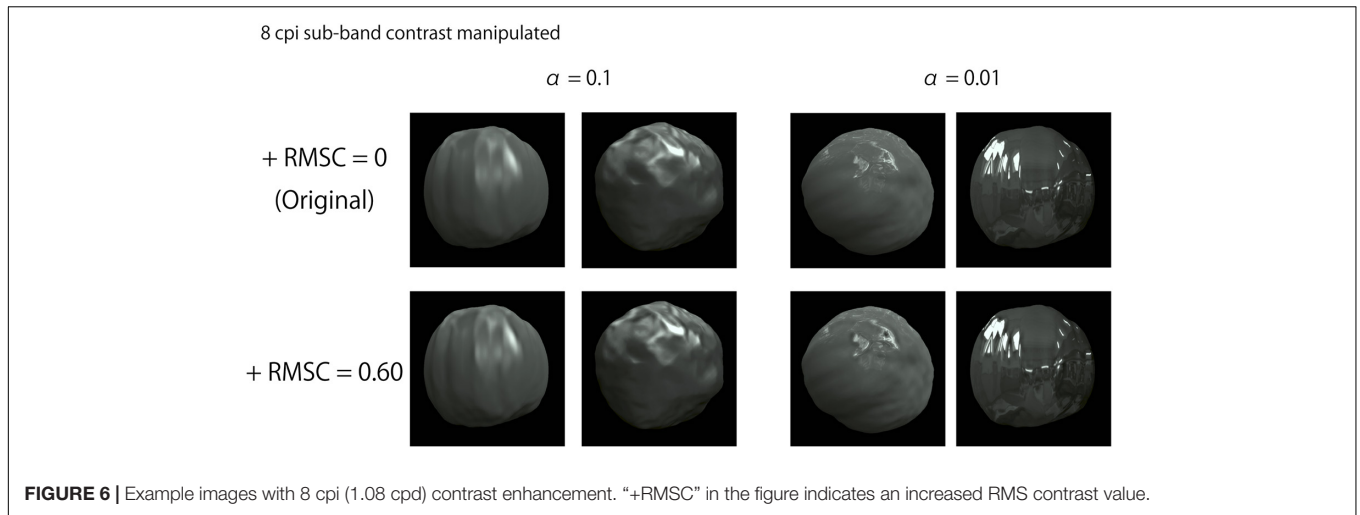 8 cpi sub-band contrast manipulated
α = 0.1
α = 0.01
+ RMSC = 0
(Original)
+ RMSC = 0.60
FIGURE 6 | Example images with 8 cpi (1.08 cpd) contrast enhancement. “+RMSC” in the figure indicates an increased RMS contrast value.